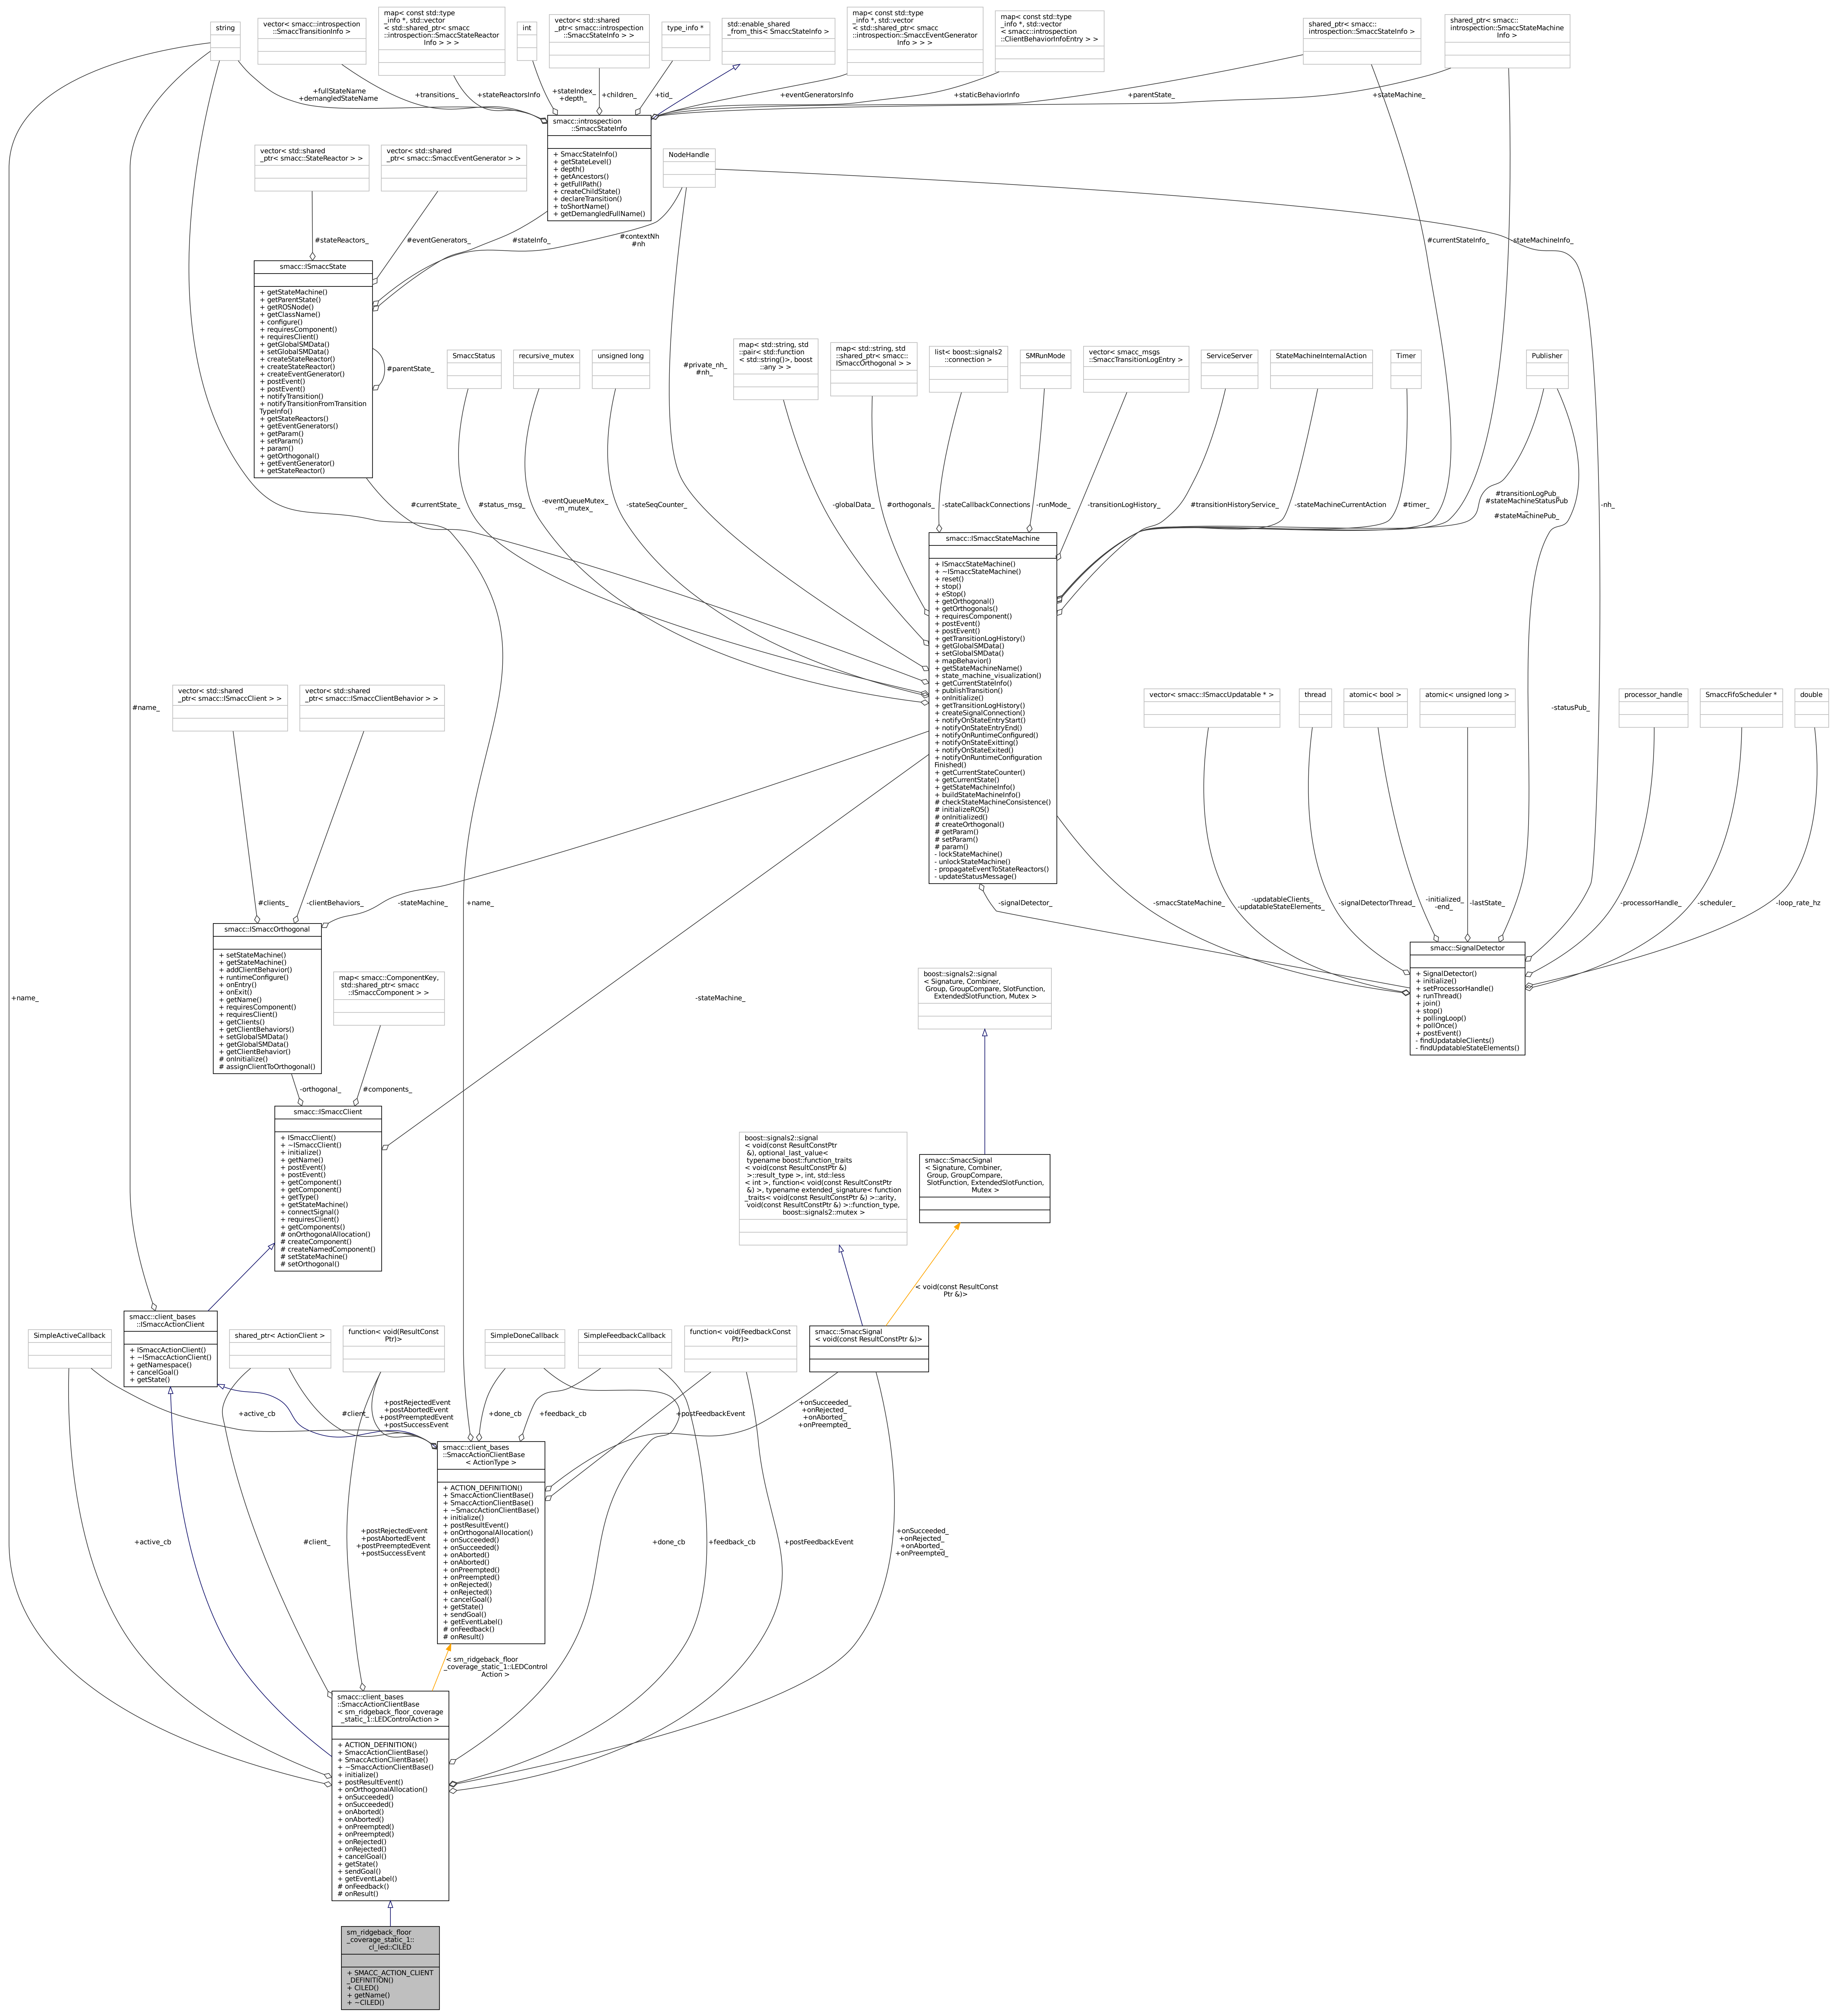 string
vector< smacc::introspection
::SmaccTransitionInfo >
map< const std::type
_info *, std::vector
< std::shared_ptr< smacc
::introspection::SmaccStateReactor
Info > > >
int
vector< std::shared
_ptr< smacc::introspection
::SmaccStateInfo > >
type_info *
std::enable_shared
_from_this< SmaccStateInfo >
map< const std::type
_info *, std::vector
< std::shared_ptr< smacc
::introspection::SmaccEventGenerator
Info > > >
map< const std::type
_info *, std::vector
< smacc::introspection
::ClientBehaviorInfoEntry > >
shared_ptr< smacc::
introspection::SmaccStateInfo >
shared_ptr< smacc::
introspection::SmaccStateMachine
Info >
+fullStateName
+demangledStateName
+transitions_
+stateReactorsInfo
+stateIndex_
+depth_
+children_
+tid_
+eventGeneratorsInfo
+staticBehaviorInfo
+parentState_
+stateMachine_
smacc::introspection
::SmaccStateInfo
+ SmaccStateInfo()
+ getStateLevel()
+ depth()
+ getAncestors()
+ getFullPath()
+ createChildState()
+ declareTransition()
+ toShortName()
+ getDemangledFullName()
vector< std::shared
_ptr< smacc::StateReactor > >
vector< std::shared
_ptr< smacc::SmaccEventGenerator > >
NodeHandle
#stateReactors_
#eventGenerators_
#stateInfo_
#contextNh
#nh
#currentStateInfo_
-stateMachineInfo_
smacc::ISmaccState
+ getStateMachine()
+ getParentState()
+ getROSNode()
+ getClassName()
+ configure()
+ requiresComponent()
+ requiresClient()
+ getGlobalSMData()
+ setGlobalSMData()
+ createStateReactor()
+ createStateReactor()
+ createEventGenerator()
+ postEvent()
+ postEvent()
+ notifyTransition()
+ notifyTransitionFromTransition
TypeInfo()
+ getStateReactors()
+ getEventGenerators()
+ getParam()
+ setParam()
+ param()
+ getOrthogonal()
+ getEventGenerator()
+ getStateReactor()
#parentState_
SmaccStatus
recursive_mutex
unsigned long
#private_nh_
#nh_
map< std::string, std
::pair< std::function
< std::string()>, boost
::any > >
map< std::string, std
::shared_ptr< smacc::
ISmaccOrthogonal > >
list< boost::signals2
::connection >
SMRunMode
vector< smacc_msgs
::SmaccTransitionLogEntry >
ServiceServer
StateMachineInternalAction
Timer
Publisher
#currentState_
#status_msg_
-eventQueueMutex_
-m_mutex_
-stateSeqCounter_
-globalData_
#orthogonals_
-stateCallbackConnections
-runMode_
-transitionLogHistory_
#transitionHistoryService_
-stateMachineCurrentAction
#timer_
#transitionLogPub_
#stateMachineStatusPub
_
#stateMachinePub_
-nh_
smacc::ISmaccStateMachine
+ ISmaccStateMachine()
+ ~ISmaccStateMachine()
+ reset()
+ stop()
+ eStop()
+ getOrthogonal()
+ getOrthogonals()
+ requiresComponent()
+ postEvent()
+ postEvent()
+ getTransitionLogHistory()
+ getGlobalSMData()
+ setGlobalSMData()
+ mapBehavior()
+ getStateMachineName()
+ state_machine_visualization()
+ getCurrentStateInfo()
+ publishTransition()
+ onInitialize()
+ getTransitionLogHistory()
+ createSignalConnection()
+ notifyOnStateEntryStart()
+ notifyOnStateEntryEnd()
+ notifyOnRuntimeConfigured()
+ notifyOnStateExitting()
+ notifyOnStateExited()
+ notifyOnRuntimeConfiguration
Finished()
+ getCurrentStateCounter()
+ getCurrentState()
+ getStateMachineInfo()
+ buildStateMachineInfo()
# checkStateMachineConsistence()
# initializeROS()
# onInitialized()
# createOrthogonal()
# getParam()
# setParam()
# param()
- lockStateMachine()
- unlockStateMachine()
- propagateEventToStateReactors()
- updateStatusMessage()
#name_
vector< std::shared
_ptr< smacc::ISmaccClient > >
vector< std::shared
_ptr< smacc::ISmaccClientBehavior > >
vector< smacc::ISmaccUpdatable * >
thread
atomic< bool >
atomic< unsigned long >
-statusPub_
processor_handle
SmaccFifoScheduler *
double
#clients_
-clientBehaviors_
-stateMachine_
+name_
-signalDetector_
-smaccStateMachine_
-updatableClients_
-updatableStateElements_
-signalDetectorThread_
-initialized_
-end_
-lastState_
-processorHandle_
-scheduler_
-loop_rate_hz
smacc::ISmaccOrthogonal
+ setStateMachine()
+ getStateMachine()
+ addClientBehavior()
+ runtimeConfigure()
+ onEntry()
+ onExit()
+ getName()
+ requiresComponent()
+ requiresClient()
+ getClients()
+ getClientBehaviors()
+ setGlobalSMData()
+ getGlobalSMData()
+ getClientBehavior()
# onInitialize()
# assignClientToOrthogonal()
smacc::SignalDetector
+ SignalDetector()
+ initialize()
+ setProcessorHandle()
+ runThread()
+ join()
+ stop()
+ pollingLoop()
+ pollOnce()
+ postEvent()
- findUpdatableClients()
- findUpdatableStateElements()
map< smacc::ComponentKey,
std::shared_ptr< smacc
::ISmaccComponent > >
boost::signals2::signal
< Signature, Combiner,
Group, GroupCompare, SlotFunction,
ExtendedSlotFunction, Mutex >
+name_
-stateMachine_
-orthogonal_
#components_
smacc::ISmaccClient
+ ISmaccClient()
+ ~ISmaccClient()
+ initialize()
+ getName()
+ postEvent()
+ postEvent()
+ getComponent()
+ getComponent()
+ getType()
+ getStateMachine()
+ connectSignal()
+ requiresClient()
+ getComponents()
# onOrthogonalAllocation()
# createComponent()
# createNamedComponent()
# setStateMachine()
# setOrthogonal()
boost::signals2::signal
< void(const ResultConstPtr
&), optional_last_value<
typename boost::function_traits
< void(const ResultConstPtr &)
>::result_type >, int, std::less
< int >, function< void(const ResultConstPtr
&) >, typename extended_signature< function
_traits< void(const ResultConstPtr &) >::arity,
void(const ResultConstPtr &) >::function_type,
boost::signals2::mutex >
smacc::SmaccSignal
< Signature, Combiner,
Group, GroupCompare,
SlotFunction, ExtendedSlotFunction,
Mutex >
< void(const ResultConst
Ptr &)>
smacc::client_bases
::ISmaccActionClient
+ ISmaccActionClient()
+ ~ISmaccActionClient()
+ getNamespace()
+ cancelGoal()
+ getState()
SimpleActiveCallback
shared_ptr< ActionClient >
function< void(ResultConst
Ptr)>
SimpleDoneCallback
SimpleFeedbackCallback
function< void(FeedbackConst
Ptr)>
smacc::SmaccSignal
< void(const ResultConstPtr &)>
+active_cb
#client_
+postRejectedEvent
+postAbortedEvent
+postPreemptedEvent
+postSuccessEvent
+done_cb
+feedback_cb
+postFeedbackEvent
+onSucceeded_
+onRejected_
+onAborted_
+onPreempted_
smacc::client_bases
::SmaccActionClientBase
< ActionType >
+ ACTION_DEFINITION()
+ SmaccActionClientBase()
+ SmaccActionClientBase()
+ ~SmaccActionClientBase()
+ initialize()
+ postResultEvent()
+ onOrthogonalAllocation()
+ onSucceeded()
+ onSucceeded()
+ onAborted()
+ onAborted()
+ onPreempted()
+ onPreempted()
+ onRejected()
+ onRejected()
+ cancelGoal()
+ getState()
+ sendGoal()
+ getEventLabel()
# onFeedback()
# onResult()
+active_cb
#client_
+postRejectedEvent
+postAbortedEvent
+postPreemptedEvent
+postSuccessEvent
+done_cb
+feedback_cb
+postFeedbackEvent
+onSucceeded_
+onRejected_
+onAborted_
+onPreempted_
< sm_ridgeback_floor
_coverage_static_1::LEDControl
Action >
smacc::client_bases
::SmaccActionClientBase
< sm_ridgeback_floor_coverage
_static_1::LEDControlAction >
+ ACTION_DEFINITION()
+ SmaccActionClientBase()
+ SmaccActionClientBase()
+ ~SmaccActionClientBase()
+ initialize()
+ postResultEvent()
+ onOrthogonalAllocation()
+ onSucceeded()
+ onSucceeded()
+ onAborted()
+ onAborted()
+ onPreempted()
+ onPreempted()
+ onRejected()
+ onRejected()
+ cancelGoal()
+ getState()
+ sendGoal()
+ getEventLabel()
# onFeedback()
# onResult()
sm_ridgeback_floor
_coverage_static_1::
cl_led::ClLED
+ SMACC_ACTION_CLIENT
_DEFINITION()
+ ClLED()
+ getName()
+ ~ClLED()